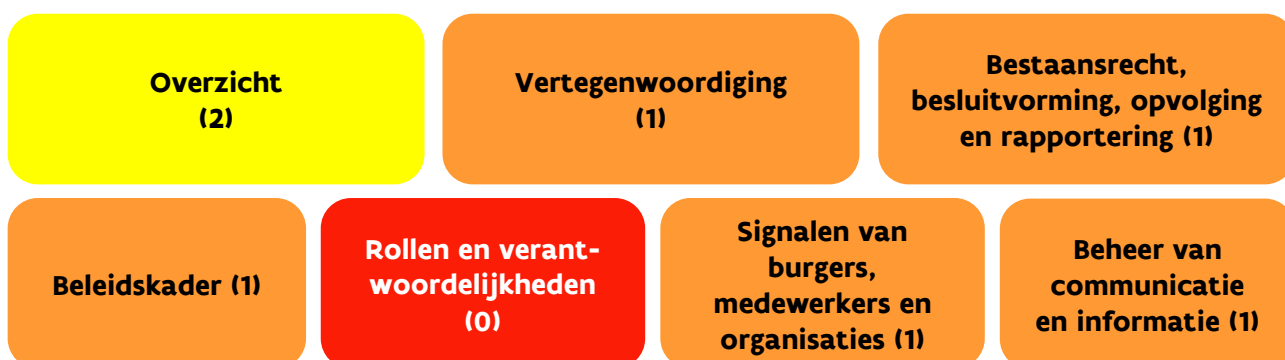 Overzicht
(2)
Vertegenwoordiging
(1)
Bestaansrecht,
besluitvorming, opvolging
en rapportering (1)
Beleidskader (1)
Rollen en verant-
woordelijkheden
(0)
Signalen van
burgers,
medewerkers en
organisaties (1)
Beheer van
communicatie
en informatie (1)